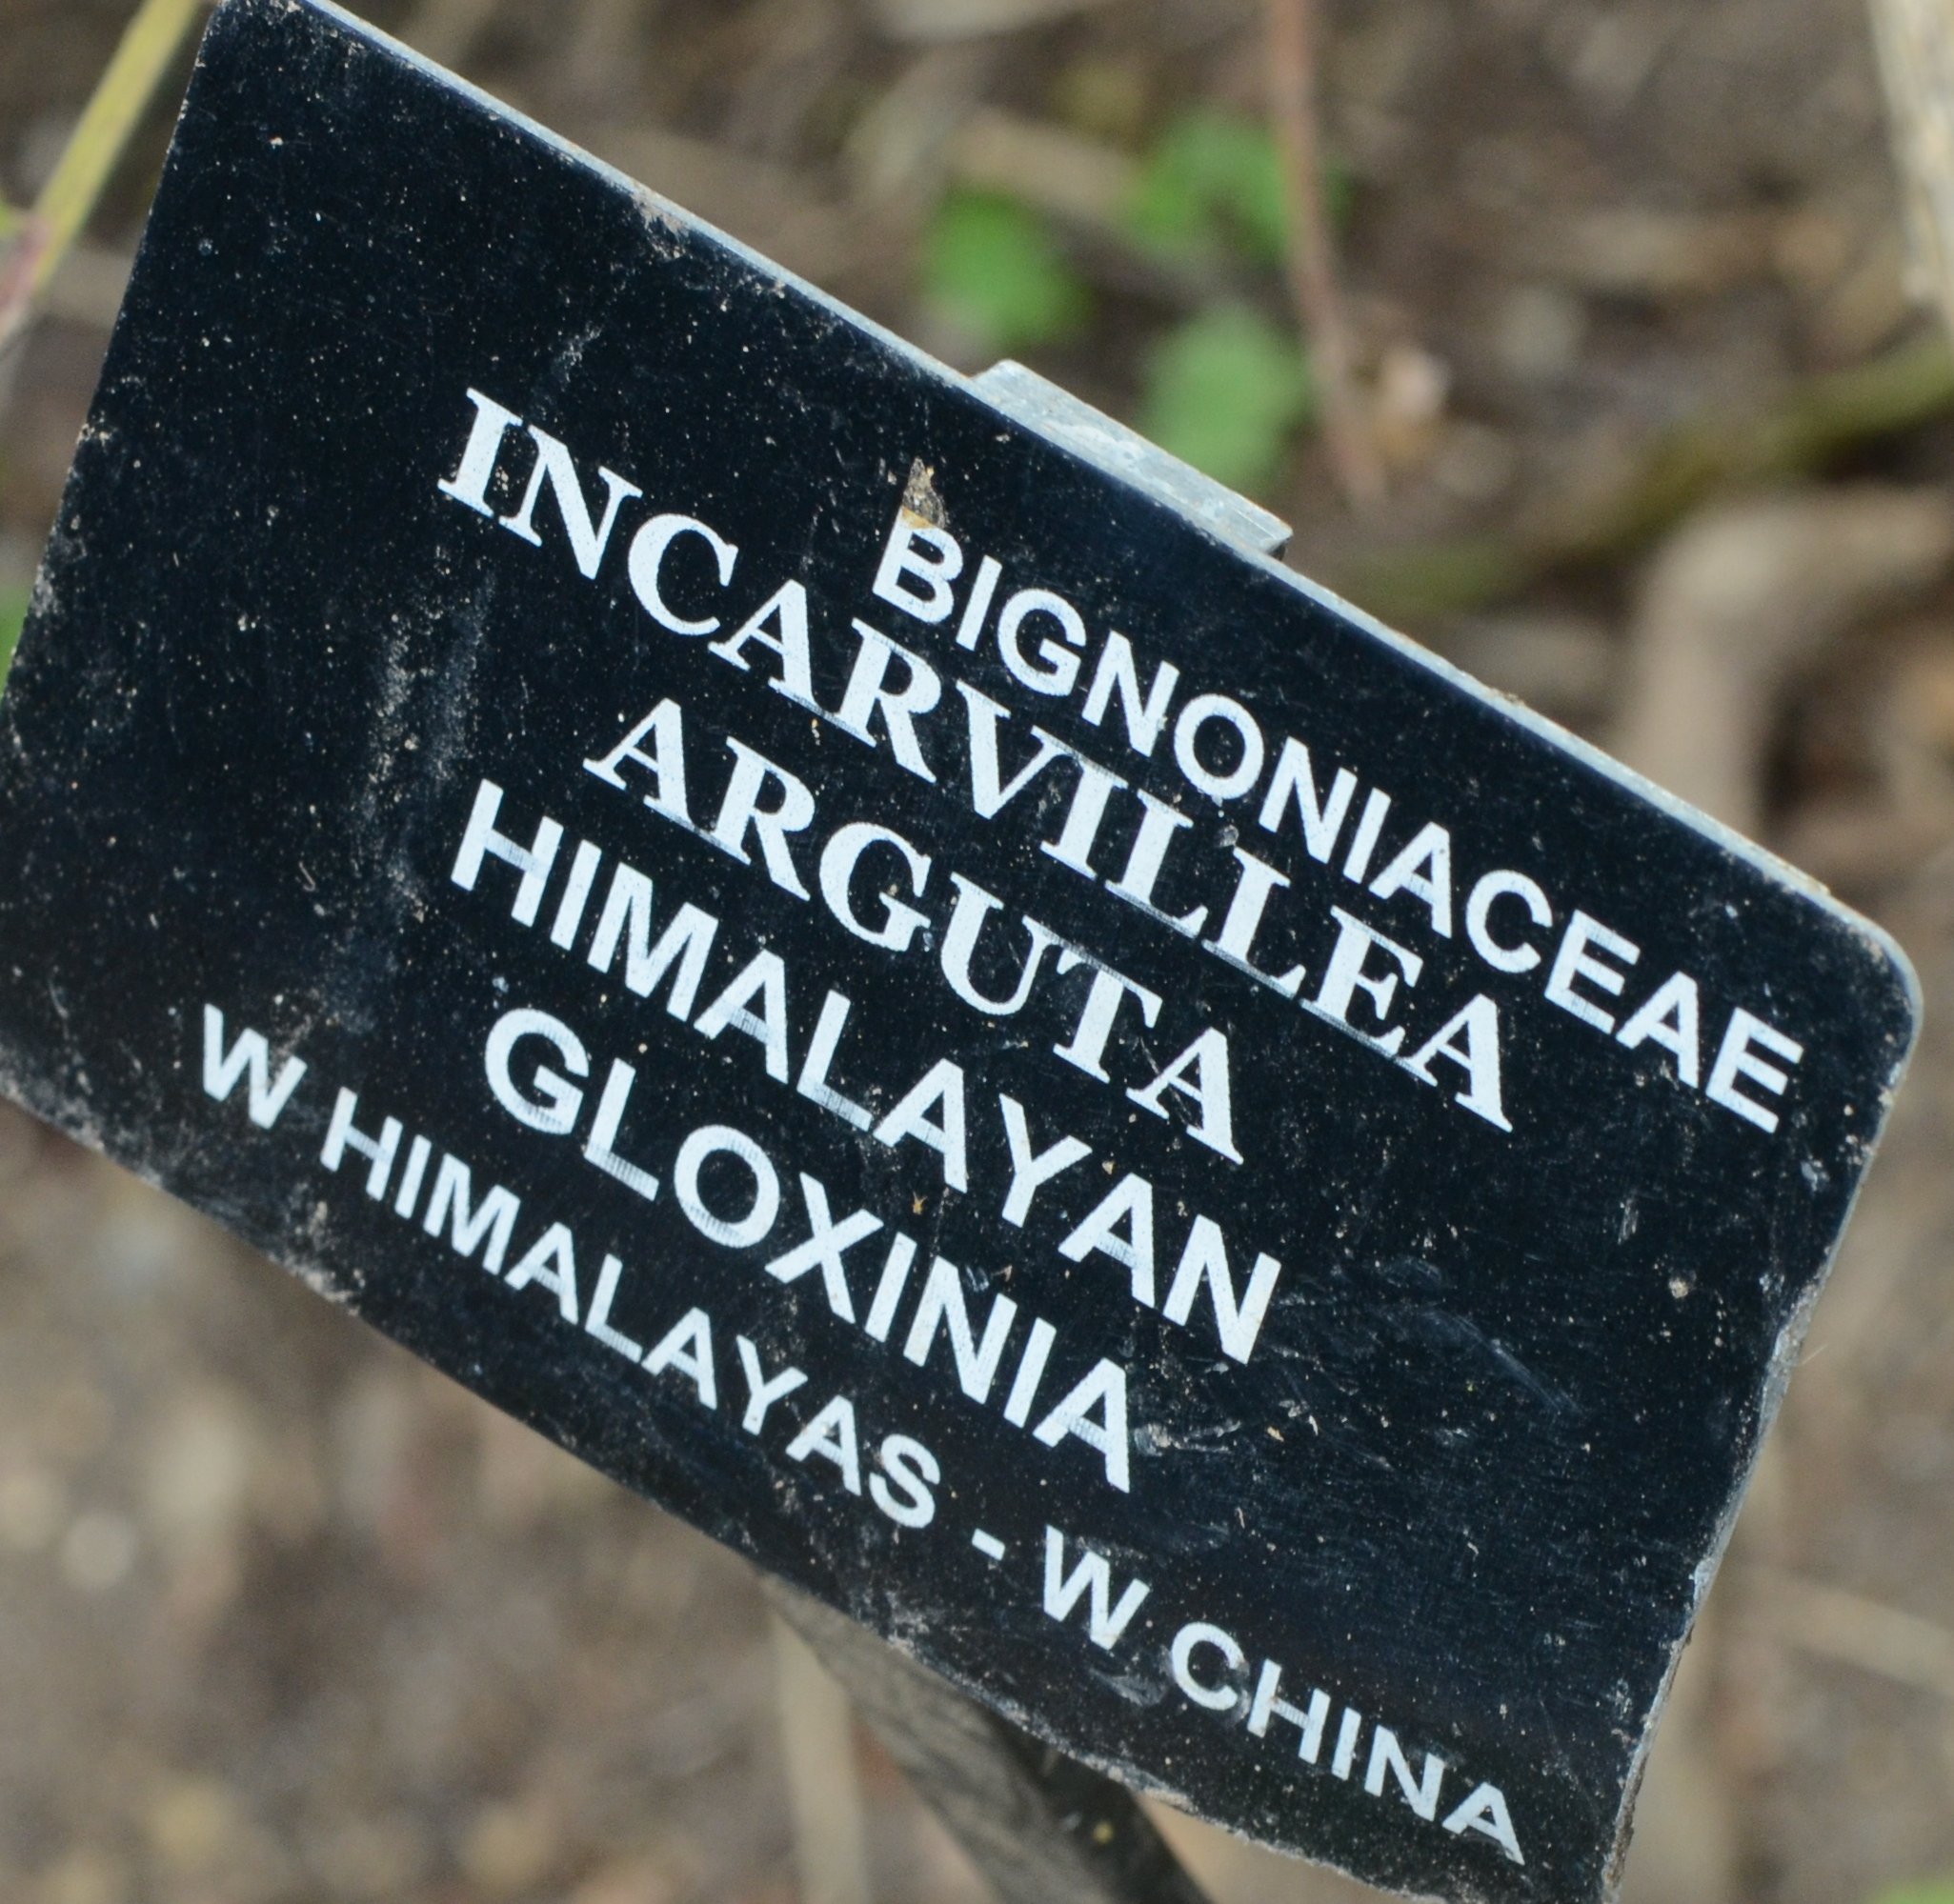 BIGNONIACEAE
INCARVILLEA
ARGUTA
HIMALAYAN
GLOXINIA
W HIMALAYAS - W CHINA